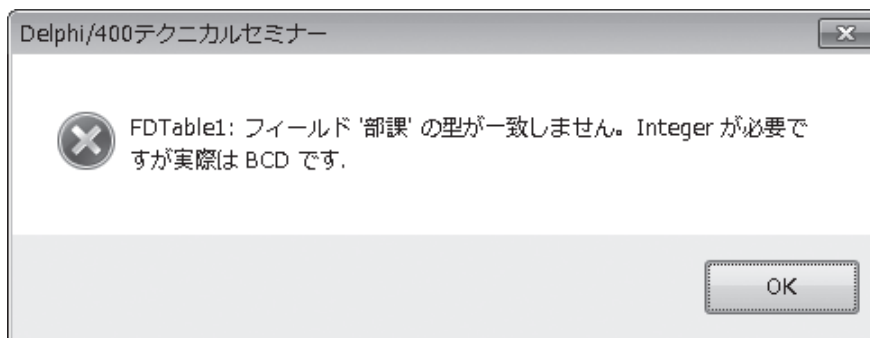 Delphi/400テクニカルセミナー
FDTable1: フィールド '部課' の型が一致しません。Integer が必要で
すが実際は BCD です.
OK